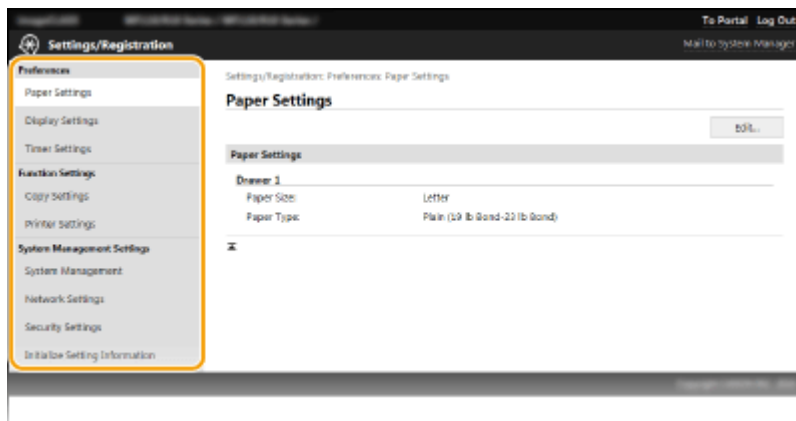 To Portal Log Out
Settings/Registration
Mail to System Manager
Preferences
Paper Settings
Display Settings
Timer Settings
Function Settings
Copy Settings
Printer Settings
System Management Settings
System Management
Network Settings
Security Settings
Initialize Setting Information
Settings/Registration: Preferences: Paper Settings
Paper Settings
Edit...
Paper Settings
Drawer 1
Paper Size: Letter
Paper Type: Plain (19 lb Bond-23 lb Bond)